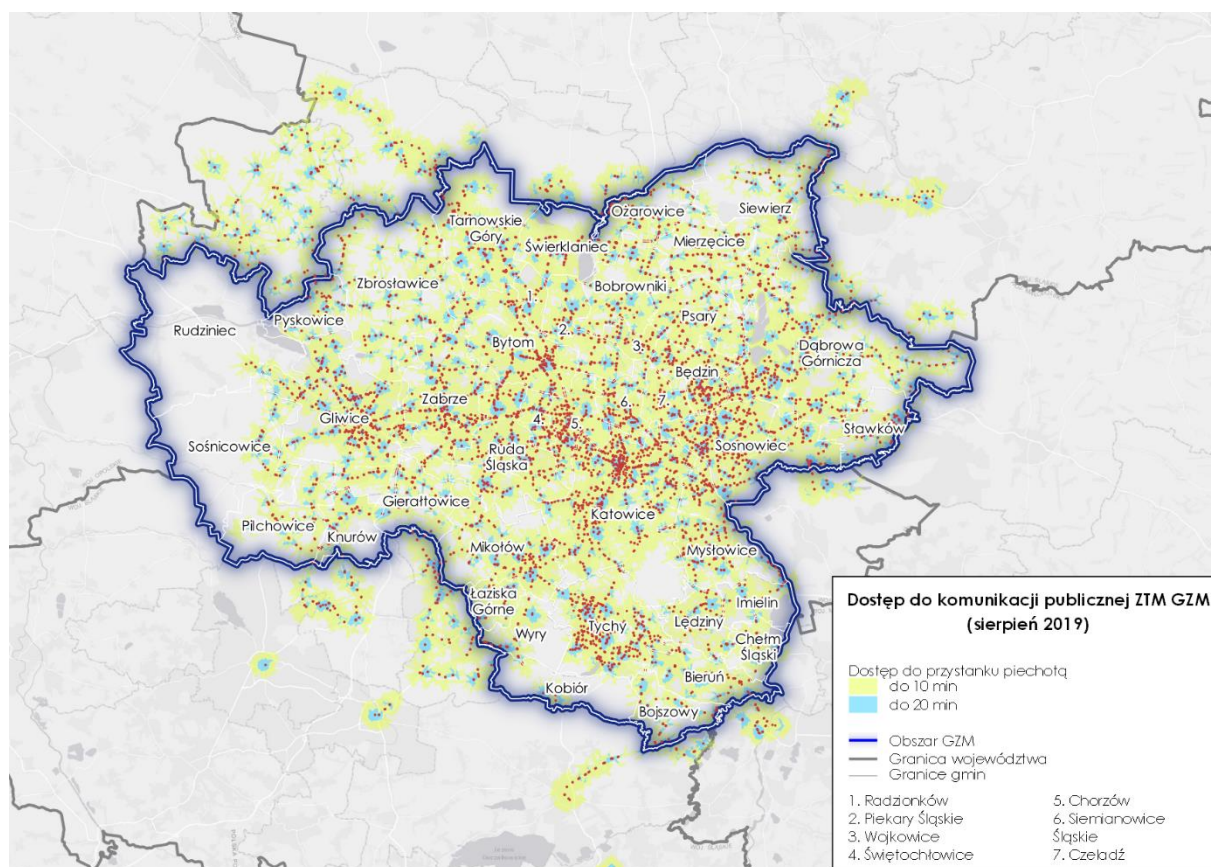 Ożarowice
Siewierz
Tarnowskie
Góry
Świerklaniec
Mierzęcice
Zbrosławice
Bobrowniki
1.
Rudziniec
Pyskowice
2.
Psary
Bytom
3.
Dąbrowa
Górnicza
Będzin
Zabrze
6.
7.
Gliwice
4.
5.
Sławków
Sośnicowice
Ruda
Śląska
Sosnowiec
Gierałtowice
Katowice
Pilchowice
Knurów
Mikołów
Mysłowice
Łaziska
Górne
Imielin
Wyry
Tychy
Lędziny
Chełm
Śląski
Bieruń
Kobiór
Bojszowy
Dostęp do komunikacji publicznej ZTM GZM
(sierpień 2019)
Dostęp do przystanku piechotą
do 10 min
do 20 min
Obszar GZM
Granica województwa
Granice gmin
1. Radzionków
2. Piekary Śląskie
3. Wojkowice
4. Świętochłowice
5. Chorzów
6. Siemianowice
Śląskie
7. Czeladź